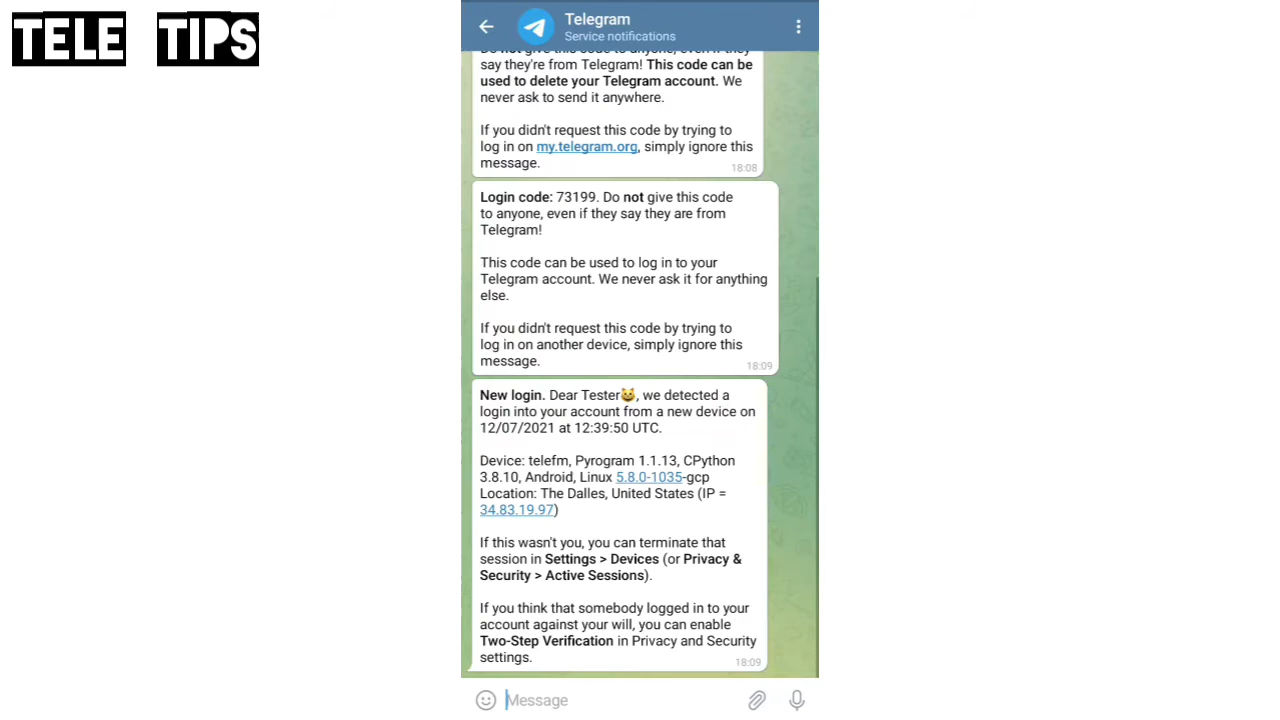 TELE TIPS
Telegram
Service notifications
Do not give this code to anyone, even if they
say they're from Telegram! This code can be
used to delete your Telegram account. We
never ask to send it anywhere.
If you didn't request this code by trying to
log in on my.telegram.org, simply ignore this
message.
18:08
Login code: 73199. Do not give this code
to anyone, even if they say they are from
Telegram!
This code can be used to log in to your
Telegram account. We never ask it for anything
else.
If you didn't request this code by trying to
log in on another device, simply ignore this
message.
18:09
New login. Dear Tester😺, we detected a
login into your account from a new device on
12/07/2021 at 12:39:50 UTC.
Device: telefm, Pyrogram 1.1.13, CPython
3.8.10, Android, Linux 5.8.0-1035-gcp
Location: The Dalles, United States (IP =
34.83.19.97)
If this wasn't you, you can terminate that
session in Settings > Devices (or Privacy &
Security > Active Sessions).
If you think that somebody logged in to your
account against your will, you can enable
Two-Step Verification in Privacy and Security
settings.
18:09
Message